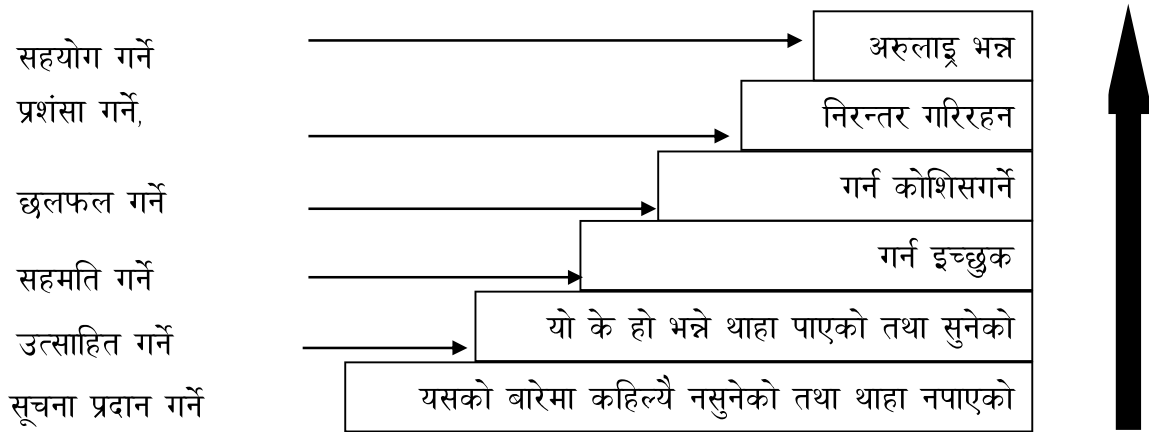 सहयोग गर्ने
अरुलाइ्र भन्न
प्रशंसा गर्ने,
निरन्तर गरिरहन
छलफल गर्ने
गर्न कोशिसगर्ने
सहमति गर्ने
गर्न इच्छुक
उत्साहित गर्ने
यो के हो भन्ने थाहा पाएको तथा सुनेको
सूचना प्रदान गर्ने
यसको बारेमा कहिल्यै नसुनेको तथा थाहा नपाएको